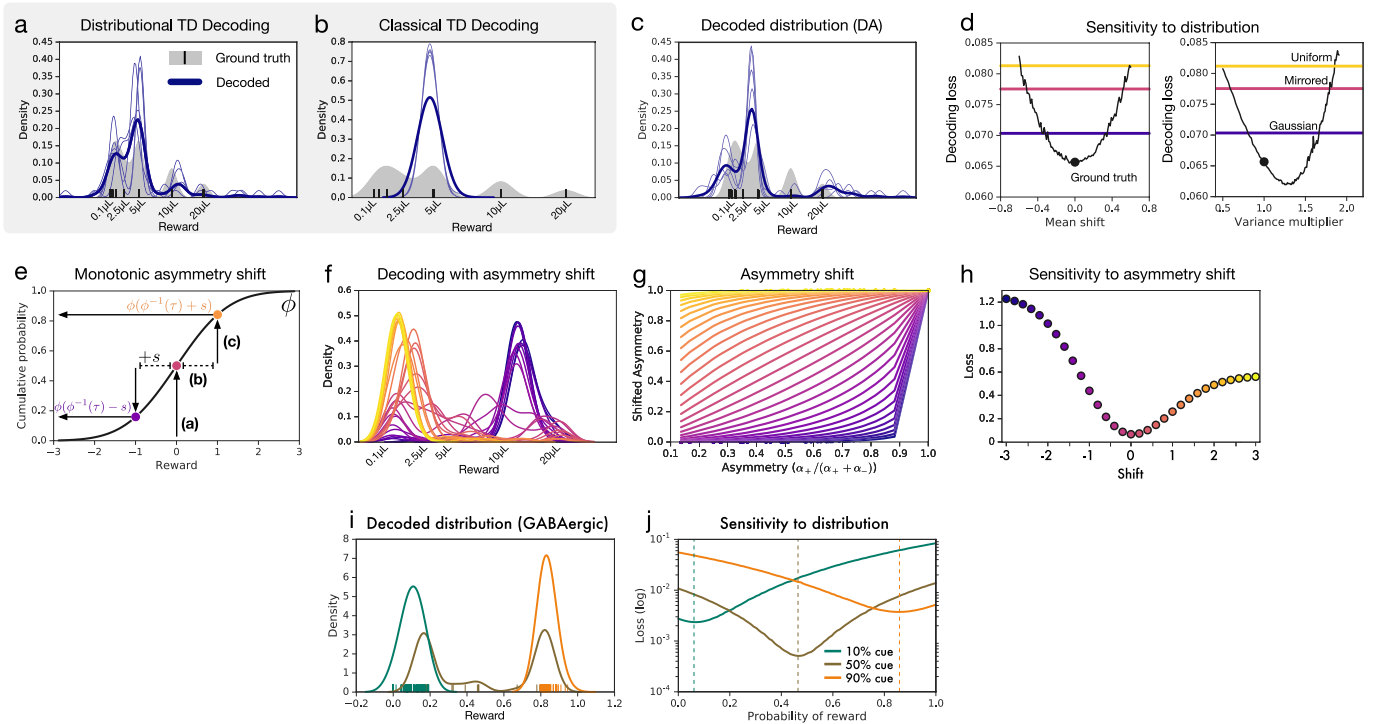 a
Distributional TD Decoding
0.45
0.40
0.35
0.30
0.25
0.20
0.15
0.10
0.05
0.00
Density
Ground truth
Decoded
0.1μL
2.5μL
5μL
10μL
20μL
Reward
b
Classical TD Decoding
0.8
0.7
0.6
0.5
0.4
0.3
0.2
0.1
0.0
Density
0.1μL
2.5μL
5μL
10μL
20μL
Reward
c
Decoded distribution (DA)
0.45
0.40
0.35
0.30
0.25
0.20
0.15
0.10
0.05
0.00
Density
0.1μL
2.5μL
5μL
10μL
20μL
Reward
d
Sensitivity to distribution
0.085
0.080
0.075
0.070
0.065
0.060
Decoding loss
Ground truth
−0.8 −0.4 0.0 0.4 0.8
Mean shift
0.085
0.080
0.075
0.070
0.065
0.060
Decoding loss
Uniform
Mirrored
Gaussian
0.5 1.0 1.5 2.0
Variance multiplier
e
Monotonic asymmetry shift
1.0
0.8
0.6
0.4
0.2
0.0
Cumulative probability
ϕ(ϕ⁻¹(τ) + s)
ϕ
+s
(c)
(b)
ϕ(ϕ⁻¹(τ) − s)
(a)
−3 −2 −1 0 1 2 3
Reward
f
Decoding with asymmetry shift
0.6
0.5
0.4
0.3
0.2
0.1
0.0
Density
0.1μL
2.5μL
5μL
10μL
20μL
Reward
g
Asymmetry shift
1.0
0.8
0.6
0.4
0.2
0.0
Shifted Asymmetry
0.1 0.2 0.3 0.4 0.5 0.6 0.7 0.8 0.9 1.0
Asymmetry (α₊/(α₊ + α₋))
h
Sensitivity to asymmetry shift
1.2
1.0
0.8
0.6
0.4
0.2
0
Loss
-3 -2 -1 0 1 2 3
Shift
i
Decoded distribution (GABAergic)
8
7
6
5
4
3
2
1
0
Density
−0.2 0.0 0.2 0.4 0.6 0.8 1.0 1.2
Reward
j
Sensitivity to distribution
10⁻¹
10⁻²
10⁻³
10⁻⁴
Loss (log)
10% cue
50% cue
90% cue
0.0 0.2 0.4 0.6 0.8 1.0
Probability of reward